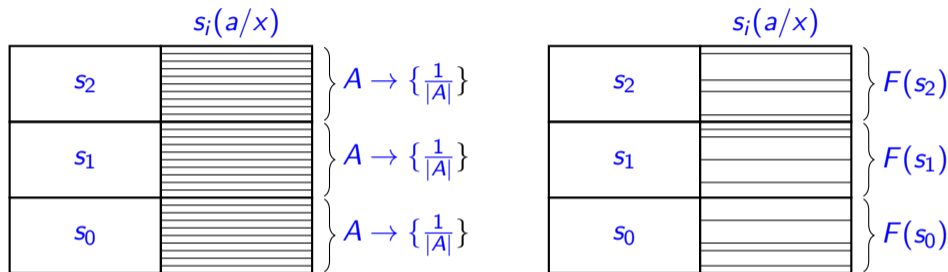 s_i(a/x) s_i(a/x)
s_2 A → {1/|A|} s_2 F(s_2)
s_1 A → {1/|A|} s_1 F(s_1)
s_0 A → {1/|A|} s_0 F(s_0)